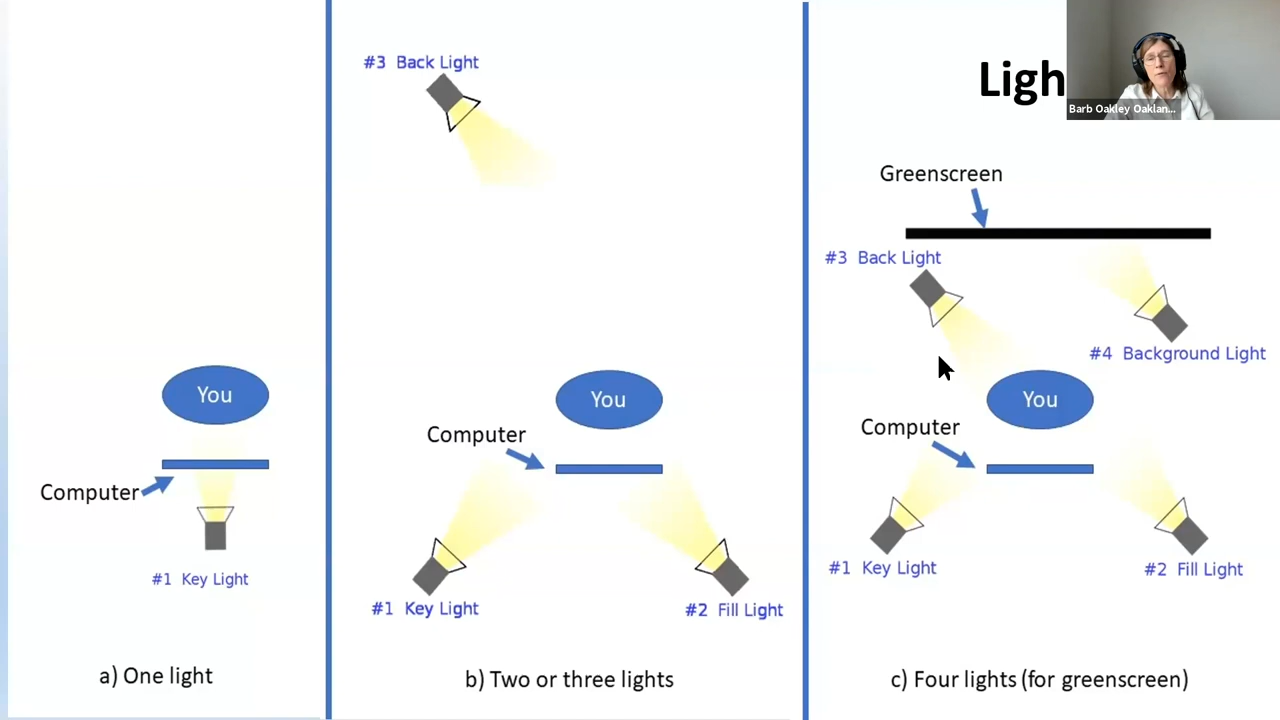 Ligh
Barb Oakley Oaklan...
#3 Back Light
Greenscreen
#3 Back Light
#4 Background Light
You
You
You
Computer
Computer
Computer
#1 Key Light
#1 Key Light
#2 Fill Light
#1 Key Light
#2 Fill Light
a) One light
b) Two or three lights
c) Four lights (for greenscreen)